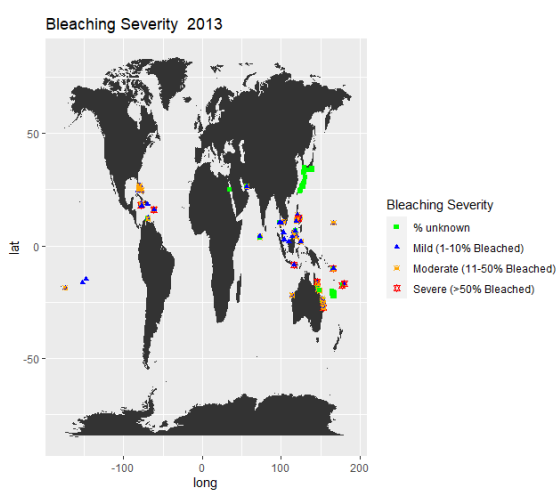 Bleaching Severity  2013
50
0
-50
lat
-100
0
100
200
long
Bleaching Severity
% unknown
Mild (1-10% Bleached)
Moderate (11-50% Bleached)
Severe (>50% Bleached)